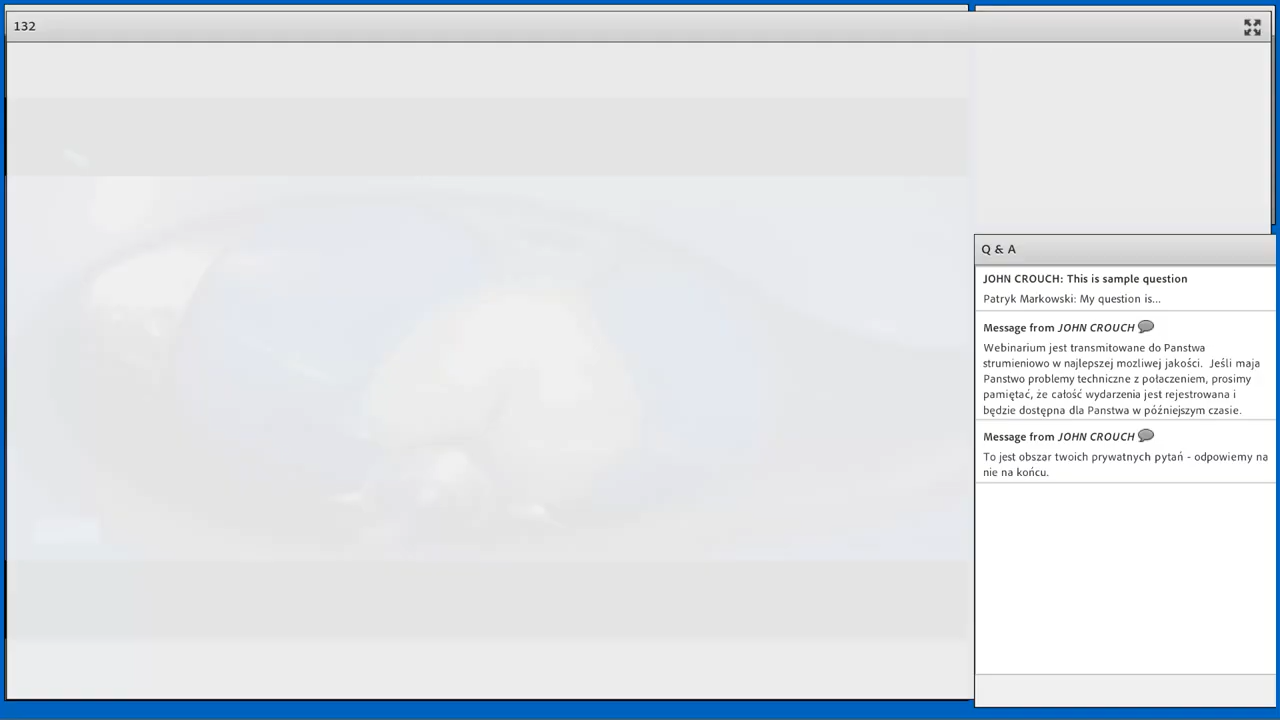 132
Q & A
JOHN CROUCH: This is sample question
Patryk Markowski: My question is...
Message from JOHN CROUCH
Webinarium jest transmitowane do Panstwa
strumieniowo w najlepszej mozliwej jakości.  Jeśli maja
Panstwo problemy techniczne z połaczeniem, prosimy
pamiętać, że całość wydarzenia jest rejestrowana i
będzie dostępna dla Panstwa w późniejszym czasie.
Message from JOHN CROUCH
To jest obszar twoich prywatnych pytań - odpowiemy na
nie na końcu.